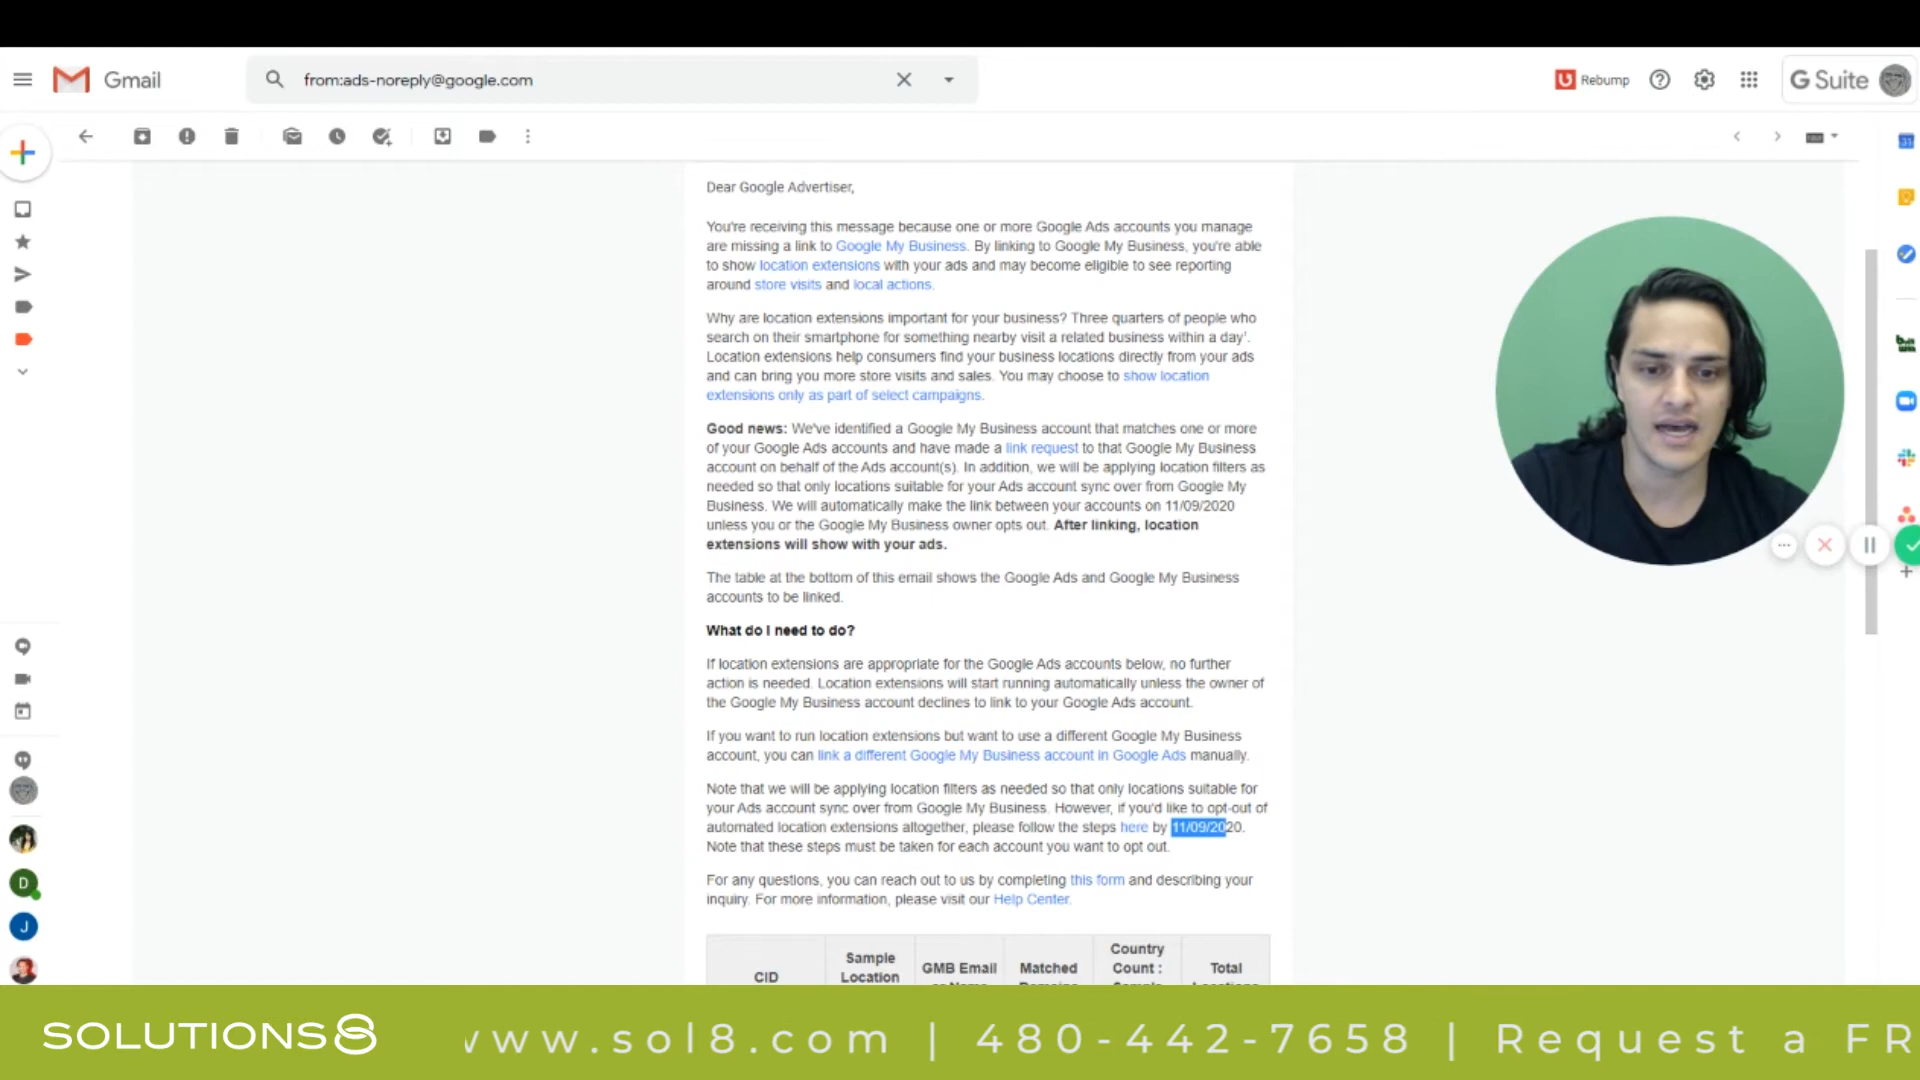 Gmail
from:ads-noreply@google.com
Rebump
G Suite
Dear Google Advertiser,
You're receiving this message because one or more Google Ads accounts you manage
are missing a link to Google My Business. By linking to Google My Business, you're able
to show location extensions with your ads and may become eligible to see reporting
around store visits and local actions.
Why are location extensions important for your business? Three quarters of people who
search on their smartphone for something nearby visit a related business within a day'.
Location extensions help consumers find your business locations directly from your ads
and can bring you more store visits and sales. You may choose to show location
extensions only as part of select campaigns.
Good news: We've identified a Google My Business account that matches one or more
of your Google Ads accounts and have made a link request to that Google My Business
account on behalf of the Ads account(s). In addition, we will be applying location filters as
needed so that only locations suitable for your Ads account sync over from Google My
Business. We will automatically make the link between your accounts on 11/09/2020
unless you or the Google My Business owner opts out. After linking, location
extensions will show with your ads.
The table at the bottom of this email shows the Google Ads and Google My Business
accounts to be linked.
What do I need to do?
If location extensions are appropriate for the Google Ads accounts below, no further
action is needed. Location extensions will start running automatically unless the owner of
the Google My Business account declines to link to your Google Ads account.
If you want to run location extensions but want to use a different Google My Business
account, you can link a different Google My Business account in Google Ads manually.
Note that we will be applying location filters as needed so that only locations suitable for
your Ads account sync over from Google My Business. However, if you'd like to opt-out of
automated location extensions altogether, please follow the steps here by 11/09/2020.
Note that these steps must be taken for each account you want to opt out.
For any questions, you can reach out to us by completing this form and describing your
inquiry. For more information, please visit our Help Center.
CID
Sample
Location
GMB Email
Matched
Country
Count :
Total
31
D
J
SOLUTIONS8
www.sol8.com | 480-442-7658 | Request a FR